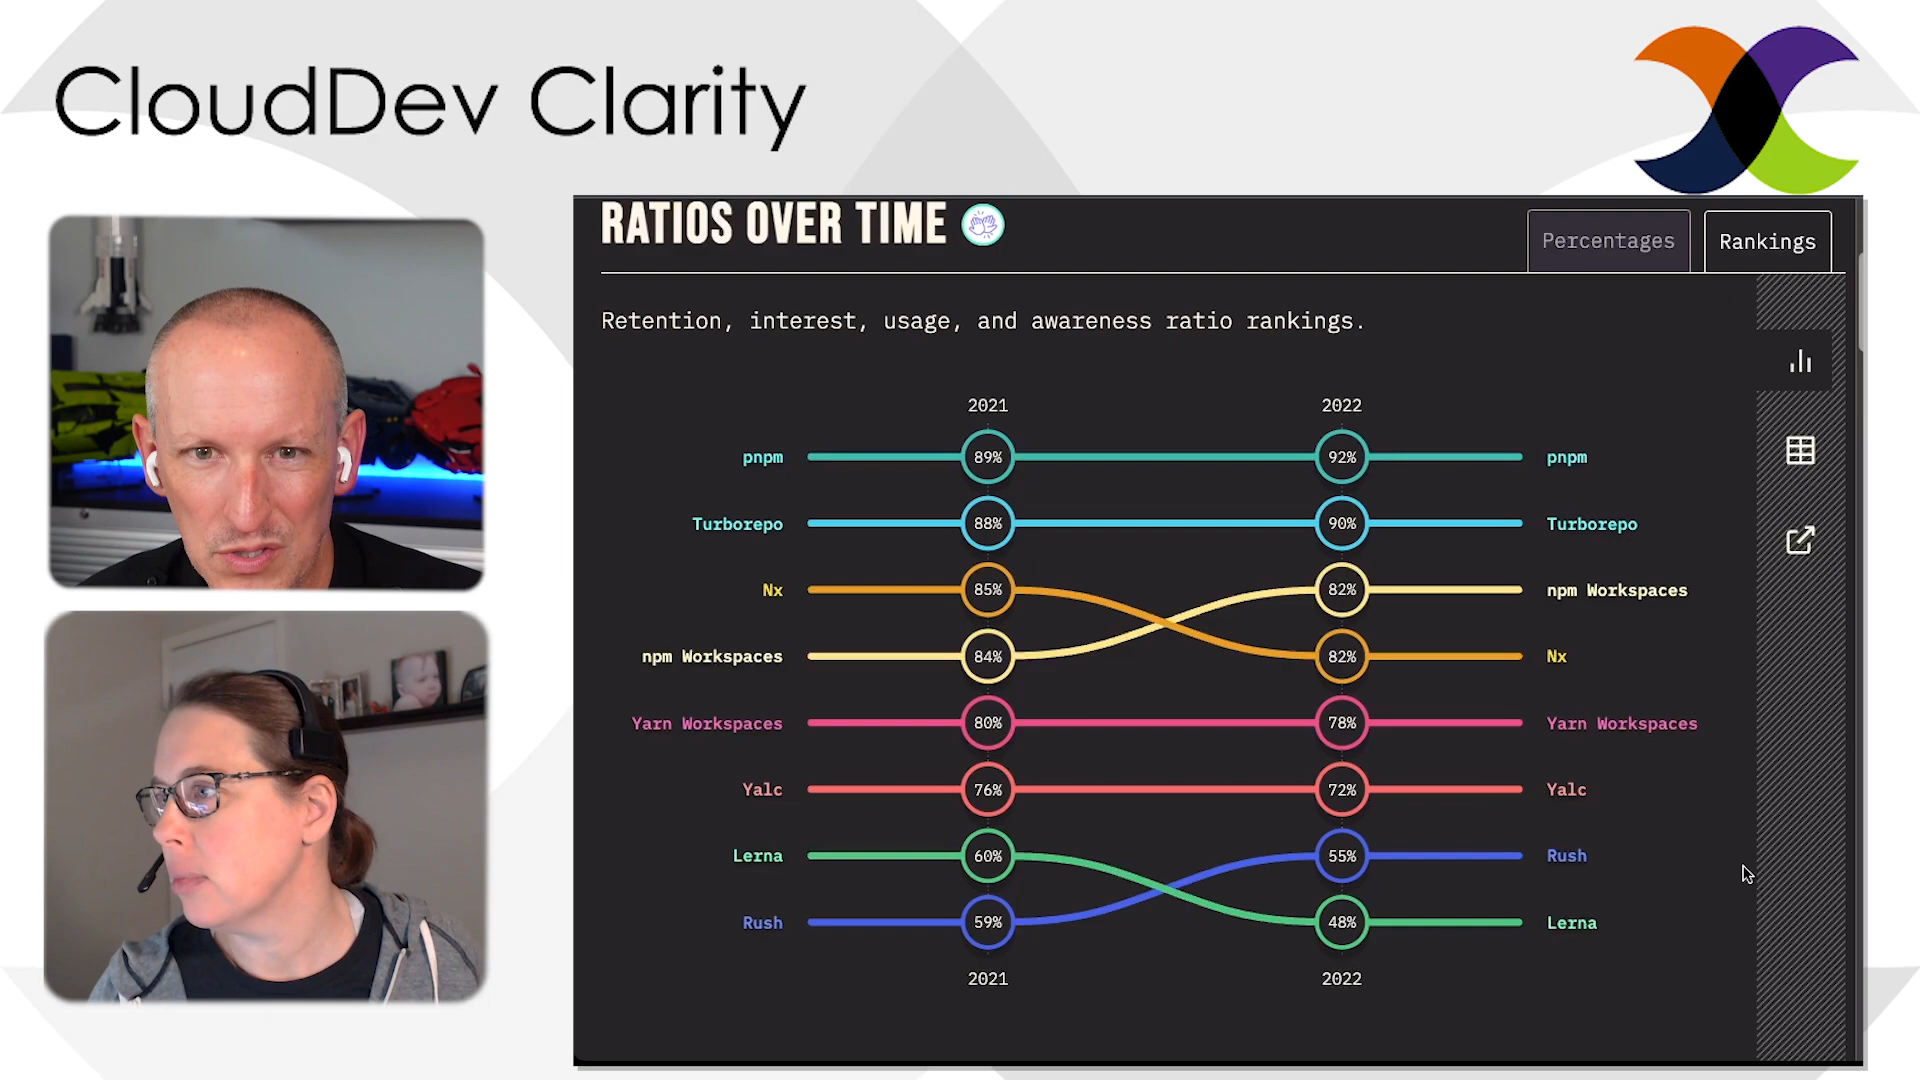 CloudDev Clarity
RATIOS OVER TIME
Percentages
Rankings
Retention, interest, usage, and awareness ratio rankings.
2021 2022
pnpm 89% 92% pnpm
Turborepo 88% 90% Turborepo
Nx 85% 82% npm Workspaces
npm Workspaces 84% 82% Nx
Yarn Workspaces 80% 78% Yarn Workspaces
Yalc 76% 72% Yalc
Lerna 60% 55% Rush
Rush 59% 48% Lerna
2021 2022